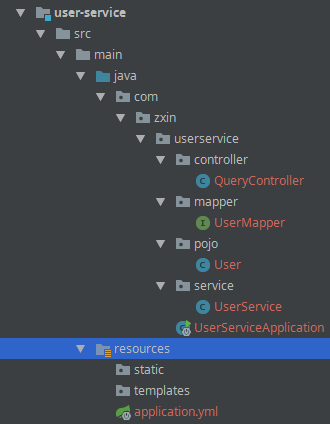 user-service
src
main
java
com
zxin
userservice
controller
QueryController
mapper
UserMapper
pojo
User
service
UserService
UserServiceApplication
resources
static
templates
application.yml